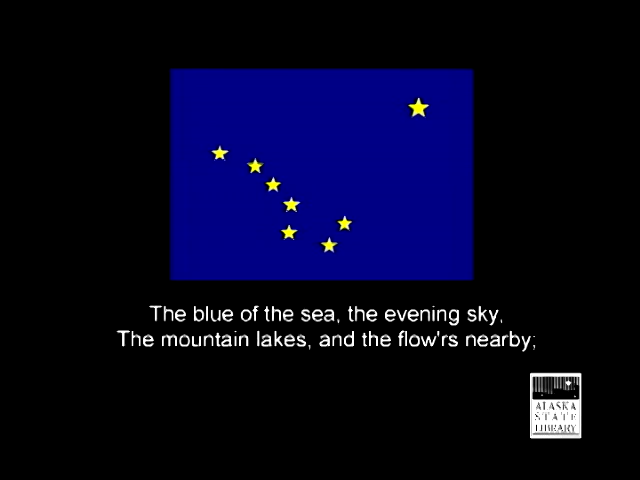 The blue of the sea, the evening sky,
The mountain lakes, and the flow'rs nearby;
ALASKA
STATE
LIBRARY